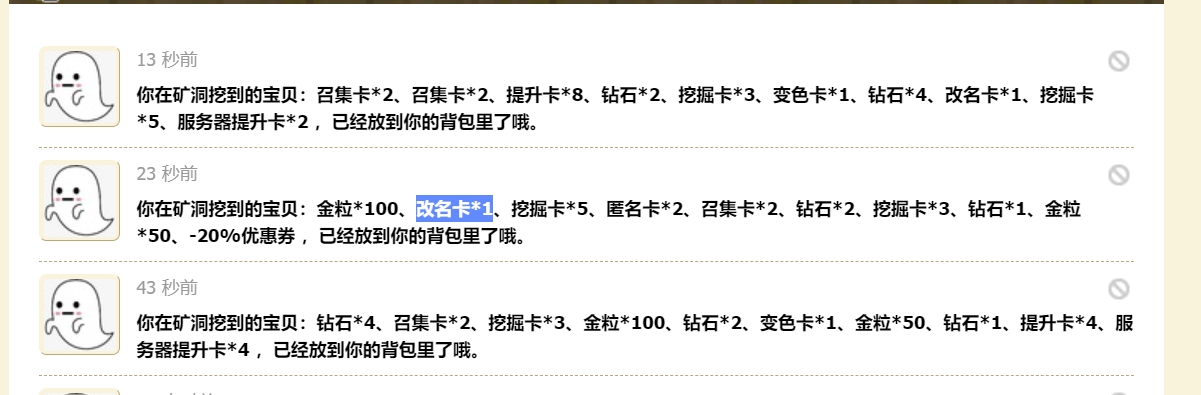 13 秒前
你在矿洞挖到的宝贝：召集卡*2、召集卡*2、提升卡*8、钻石*2、挖掘卡*3、变色卡*1、钻石*4、改名卡*1、挖掘卡
*5、服务器提升卡*2 ，已经放到你的背包里了哦。
23 秒前
你在矿洞挖到的宝贝：金粒*100、改名卡*1、挖掘卡*5、匿名卡*2、召集卡*2、钻石*2、挖掘卡*3、钻石*1、金粒
*50、-20%优惠券 ，已经放到你的背包里了哦。
43 秒前
你在矿洞挖到的宝贝：钻石*4、召集卡*2、挖掘卡*3、金粒*100、钻石*2、变色卡*1、金粒*50、钻石*1、提升卡*4、服
务器提升卡*4 ，已经放到你的背包里了哦。